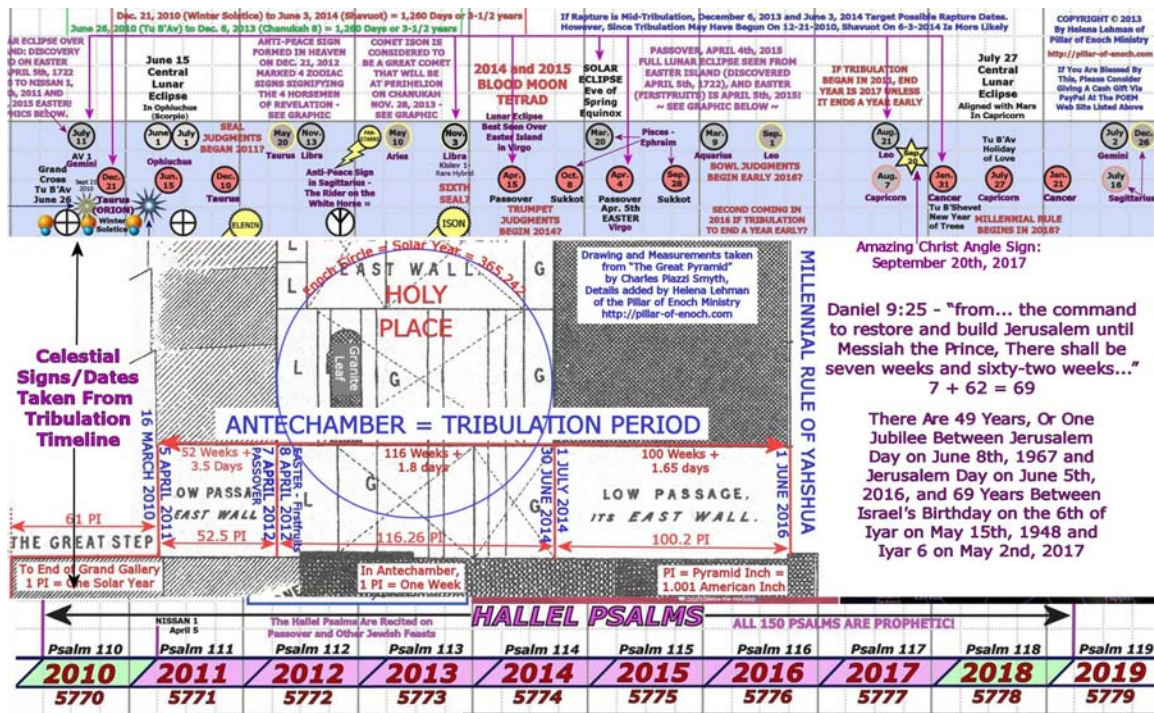 Dec. 21, 2010 (Winter Solstice) to June 3, 2014 (Shavuot) = 1,260 Days or 3-1/2 years
June 26, 2010 (Tu B'Av) to Dec. 6, 2013 (Chanukah 8) = 1,260 Days or 3-1/2 years
If Rapture is Mid-Tribulation, December 6, 2013 and June 3, 2014 Target Possible Rapture Dates.
However, Since Tribulation May Have Begun On 12-21-2010, Shavuot On 6-3-2014 Is More Likely
COPYRIGHT © 2013
By Helena Lehman of
Pillar of Enoch Ministry
http://pillar-of-enoch.com
If You Are Blessed By
This, Please Consider
Giving A Cash Gift Via
PayPal At The POEM
Web Site Listed Above
AR ECLIPSE OVER
ND: DISCOVERY
D ON EASTER
APRIL 5th, 1722
TO NISSAN 1,
th, 2011 AND
2015 EASTER!
PHICS BELOW.
June 15
Central
Lunar
Eclipse
In Ophiuchus
(Scorpio)
ANTI-PEACE SIGN
FORMED IN HEAVEN
ON DEC. 21, 2012
MARKED 4 ZODIAC
SIGNS SIGNIFYING
THE 4 HORSEMEN
OF REVELATION -
SEE GRAPHIC
COMET ISON IS
CONSIDERED TO
BE A GREAT COMET
THAT WILL BE
AT PERIHELION
ON CHANUKAH
NOV. 28, 2013 -
SEE GRAPHIC
2014 and 2015
BLOOD MOON
TETRAD
Lunar Eclipse
Best Seen Over
Easter Island
in Virgo
SOLAR
ECLIPSE
Eve of
Spring
Equinox
PASSOVER, APRIL 4th, 2015
FULL LUNAR ECLIPSE SEEN FROM
EASTER ISLAND (DISCOVERED
APRIL 5th, 1722), AND EASTER
(FIRSTFRUITS) IS APRIL 5th, 2015!
~ SEE GRAPHIC BELOW ~
IF TRIBULATION
BEGAN IN 2011, END
YEAR IS 2017 UNLESS
IT ENDS A YEAR EARLY
July 27
Central
Lunar
Eclipse
Aligned with Mars
In Capricorn
July 11
AV 1
Gemini
Grand
Cross
Tu B'Av
June 26
Sept 21
2010
Dec. 21
Taurus
(ORION)
Winter
Solstice
June 1
July 1
Ophiuchus
Jun. 15
SEAL
JUDGMENTS
BEGAN 2011?
Dec. 10
Taurus
ELENIN
May 20
Taurus
Nov. 13
Libra
Anti-Peace Sign
in Sagittarius -
The Rider on the
White Horse =
PAN-STARRS
May 10
Aries
Nov. 3
Libra
Kislev 1-
Rare Hybrid
SIXTH
SEAL?
ISON
Apr. 15
Passover
TRUMPET
JUDGMENTS
BEGIN 2014?
Oct. 8
Sukkot
Mar. 20
Pisces -
Ephraim
Apr. 4
Passover
Apr. 5th
EASTER
Virgo
Sep. 28
Sukkot
Mar. 9
Aquarius
Sep. 1
Leo
BOWL JUDGMENTS
BEGIN EARLY 2016?
SECOND COMING IN
2016 IF TRIBULATION
TO END A YEAR EARLY?
Aug. 21
Leo
Sep. 20
Aug. 7
Capricorn
Jan. 31
Cancer
Tu B'Shevet
New Year
of Trees
Tu B'Av
Holiday
of Love
July 27
Capricorn
MILLENNIAL RULE
BEGINS IN 2018?
Jan. 21
Cancer
July 2
Gemini
Dec. 26
July 16
Sagittarius
Celestial
Signs/Dates
Taken From
Tribulation
Timeline
Enoch Circle = Solar Year = 365.242
L
EAST WALL.
G
HOLY
PLACE
Granite
Leaf
L
L
G
G
Drawing and Measurements taken
from "The Great Pyramid"
by Charles Piazzi Smyth,
Details added by Helena Lehman
of the Pillar of Enoch Ministry
http://pillar-of-enoch.com
MILLENNIAL RULE OF YAHSHUA
ANTECHAMBER = TRIBULATION PERIOD
16 MARCH 2010
5 APRIL 2011
52 Weeks +
3.5 Days
LOW PASSA
EAST WALL
52.5 PI
7 APRIL 2012
PASSOVER
8 APRIL 2012
EASTER - Firstfruits
116 Weeks +
1.8 days
L
G
G
116.26 PI
30 JUNE 2014
1 JULY 2014
100 Weeks +
1.65 days
LOW PASSAGE,
ITS EAST WALL.
100.2 PI
1 JUNE 2016
61 PI
THE GREAT STEP
To End of Grand Gallery
1 PI = One Solar Year
In Antechamber,
1 PI = One Week
PI = Pyramid Inch =
1.001 American Inch
Amazing Christ Angle Sign:
September 20th, 2017
Daniel 9:25 - "from... the command
to restore and build Jerusalem until
Messiah the Prince, There shall be
seven weeks and sixty-two weeks..."
7 + 62 = 69
There Are 49 Years, Or One
Jubilee Between Jerusalem
Day on June 8th, 1967 and
Jerusalem Day on June 5th,
2016, and 69 Years Between
Israel's Birthday on the 6th of
Iyar on May 15th, 1948 and
Iyar 6 on May 2nd, 2017
NISSAN 1
April 5
The Hallel Psalms Are Recited on
Passover and Other Jewish Feasts
HALLEL PSALMS
ALL 150 PSALMS ARE PROPHETIC!
Psalm 110 Psalm 111 Psalm 112 Psalm 113 Psalm 114 Psalm 115 Psalm 116 Psalm 117 Psalm 118 Psalm 119
2010 2011 2012 2013 2014 2015 2016 2017 2018 2019
5770 5771 5772 5773 5774 5775 5776 5777 5778 5779